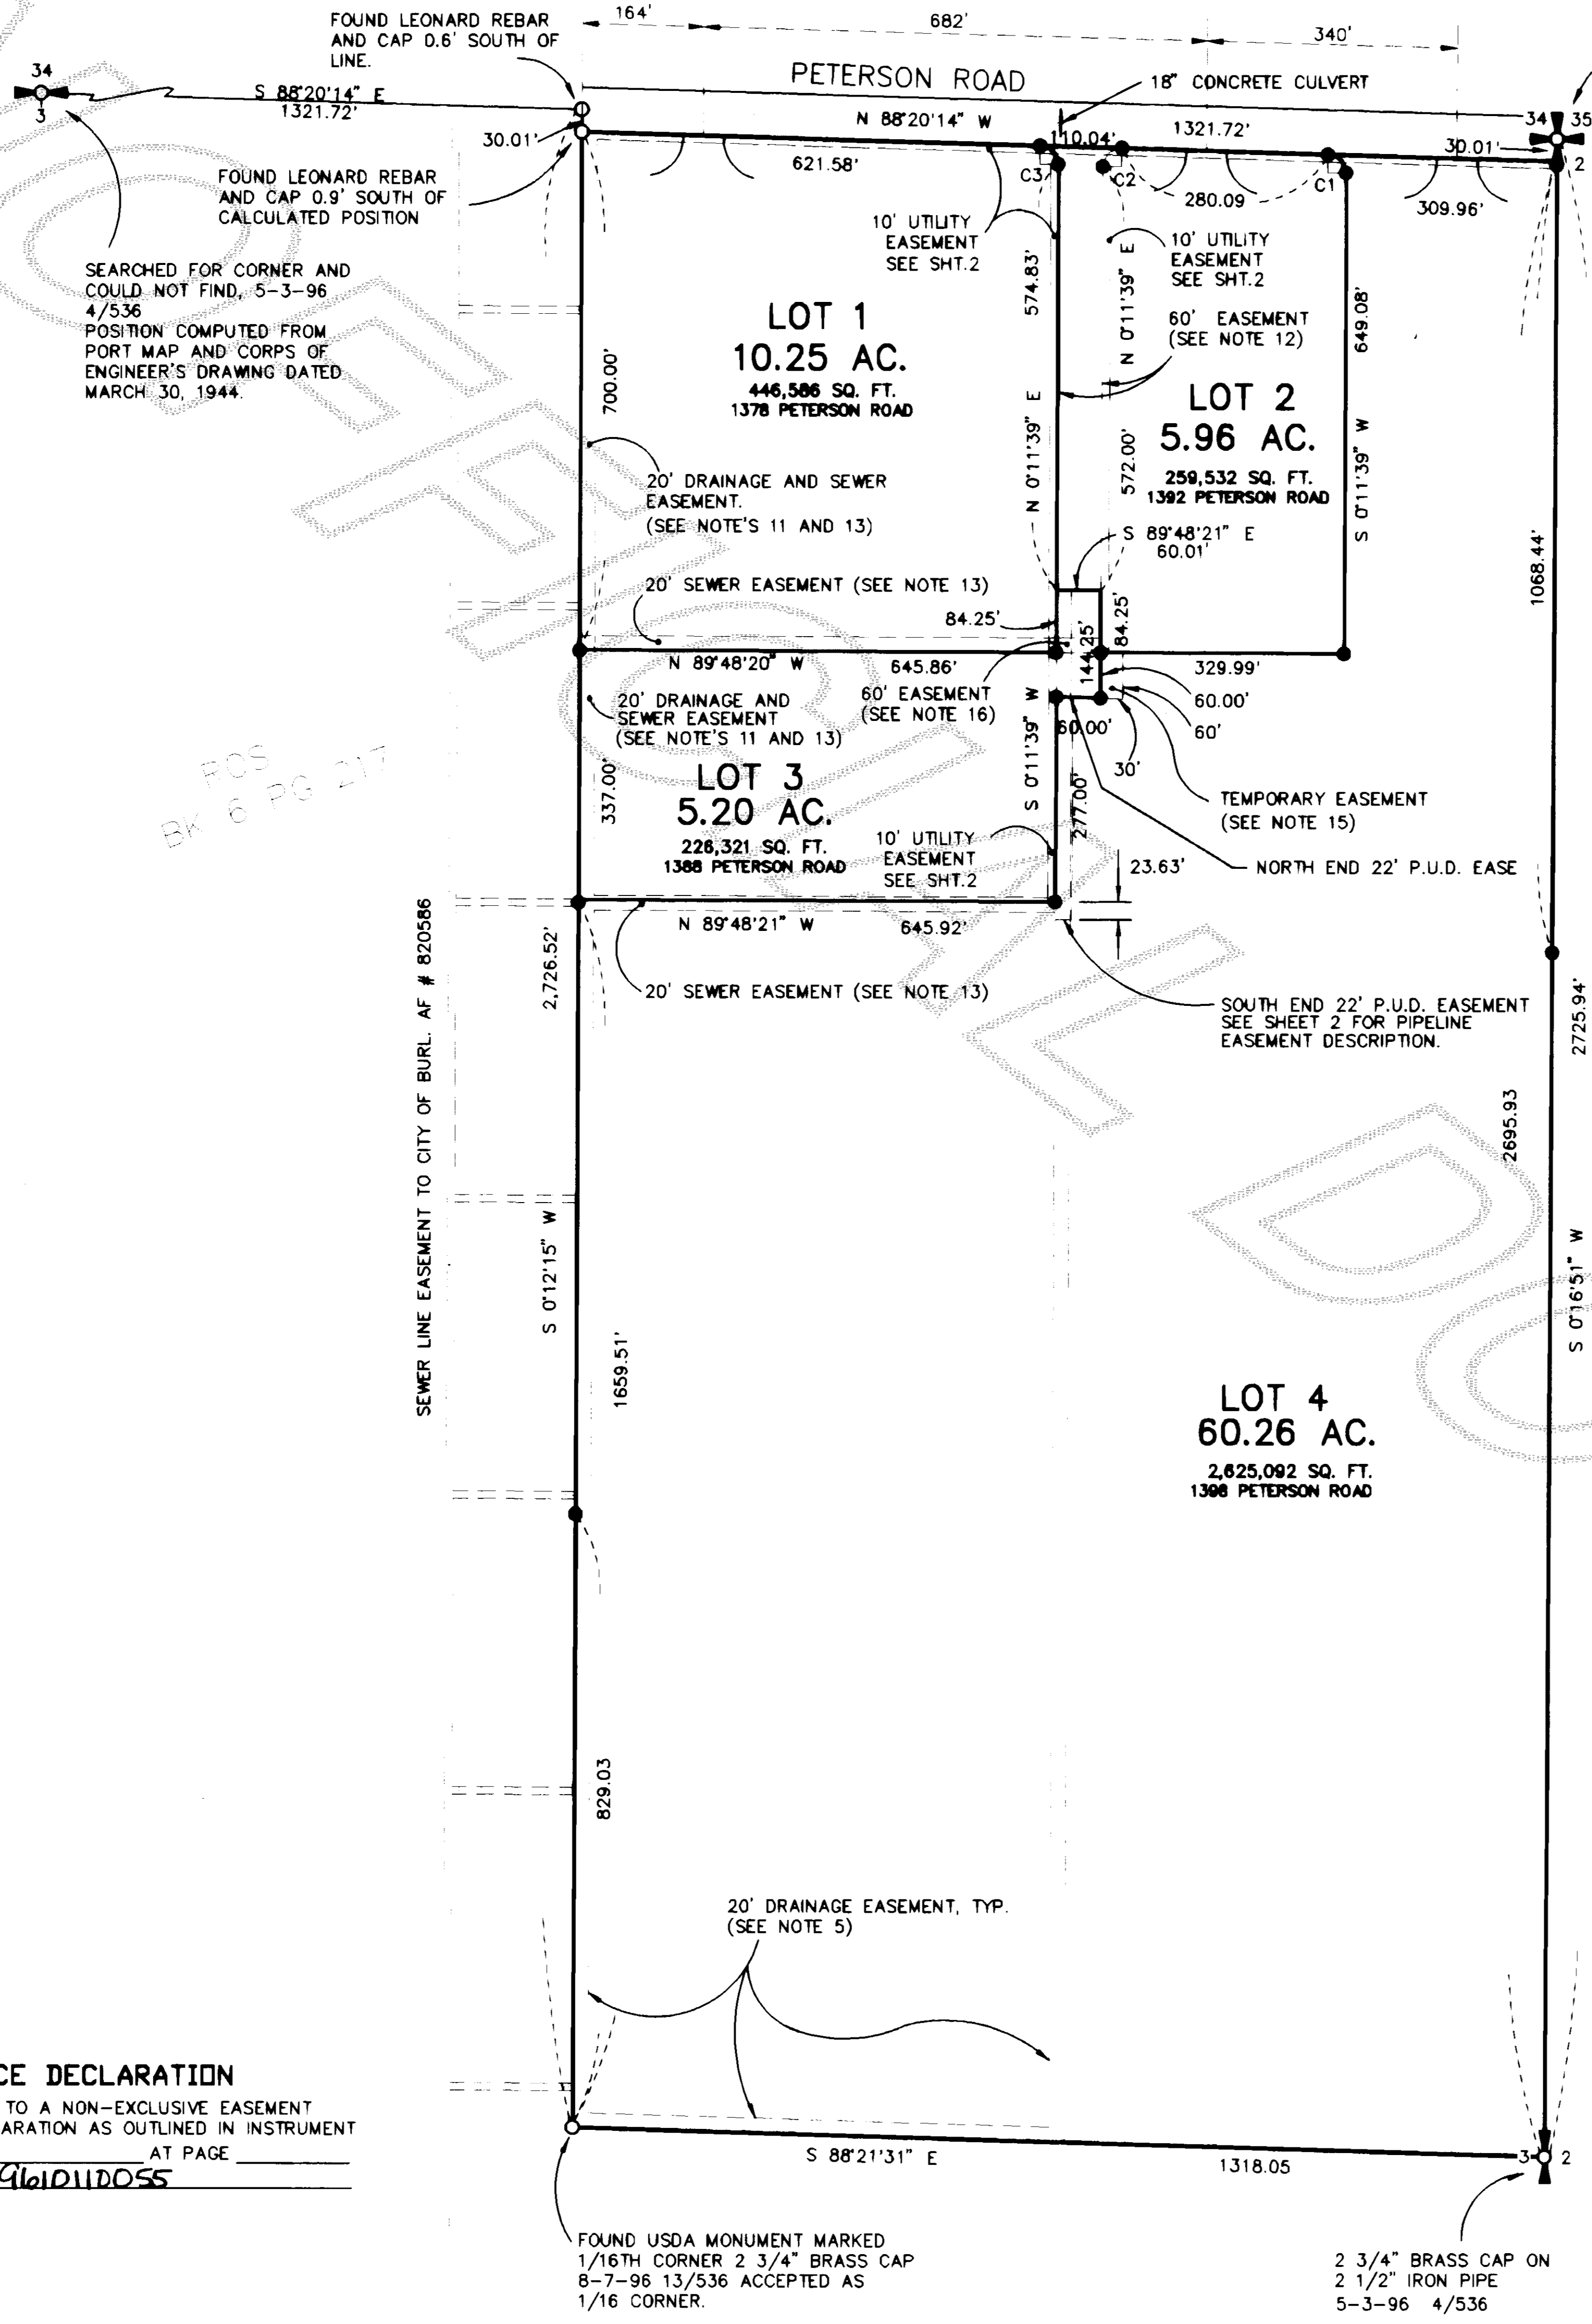 164'
682'
340'
FOUND LEONARD REBAR
AND CAP 0.6' SOUTH OF
LINE.
PETERSON ROAD
18" CONCRETE CULVERT
34
3
S 88°20'14" E
1321.72'
N 88°20'14" W
1321.72'
34
35
2
30.01'
621.58'
110.04'
30.01'
C3
C2
280.09
C1
309.96'
FOUND LEONARD REBAR
AND CAP 0.9' SOUTH OF
CALCULATED POSITION
10' UTILITY
EASEMENT
SEE SHT.2
10' UTILITY
EASEMENT
SEE SHT.2
SEARCHED FOR CORNER AND
COULD NOT FIND, 5-3-96
4/536
POSITION COMPUTED FROM
PORT MAP AND CORPS OF
ENGINEER'S DRAWING DATED
MARCH 30, 1944.
574.83'
N 0°11'39" E
60' EASEMENT
(SEE NOTE 12)
649.08'
LOT 1
10.25 AC.
446,586 SQ. FT.
1378 PETERSON ROAD
700.00'
N 0°11'39" E
LOT 2
5.96 AC.
259,532 SQ. FT.
1392 PETERSON ROAD
572.00'
S 0°11'39" W
20' DRAINAGE AND SEWER
EASEMENT.
(SEE NOTE'S 11 AND 13)
S 89°48'21" E
60.01'
1068.44'
20' SEWER EASEMENT (SEE NOTE 13)
84.25'
84.25'
144.25'
N 89°48'20" W
645.86'
329.99'
20' DRAINAGE AND
SEWER EASEMENT
(SEE NOTE'S 11 AND 13)
60' EASEMENT
(SEE NOTE 16)
S 0°11'39" W
60.00'
60.00'
60'
30'
ROS
BK 6 PG 217
LOT 3
5.20 AC.
226,321 SQ. FT.
1388 PETERSON ROAD
337.00'
277.00'
TEMPORARY EASEMENT
(SEE NOTE 15)
10' UTILITY
EASEMENT
SEE SHT.2
23.63'
NORTH END 22' P.U.D. EASE
N 89°48'21" W
645.92'
2,726.52'
20' SEWER EASEMENT (SEE NOTE 13)
SOUTH END 22' P.U.D. EASEMENT
SEE SHEET 2 FOR PIPELINE
EASEMENT DESCRIPTION.
2725.94'
SEWER LINE EASEMENT TO CITY OF BURL. AF # 820586
2695.93
S 0°12'15" W
S 0°16'51" W
1659.51'
LOT 4
60.26 AC.
2,625,092 SQ. FT.
1398 PETERSON ROAD
829.03
20' DRAINAGE EASEMENT, TYP.
(SEE NOTE 5)
CE DECLARATION
TO A NON-EXCLUSIVE EASEMENT
ARATION AS OUTLINED IN INSTRUMENT
AT PAGE
9610110055
S 88°21'31" E
1318.05
3
2
FOUND USDA MONUMENT MARKED
1/16TH CORNER 2 3/4" BRASS CAP
8-7-96 13/536 ACCEPTED AS
1/16 CORNER.
2 3/4" BRASS CAP ON
2 1/2" IRON PIPE
5-3-96 4/536